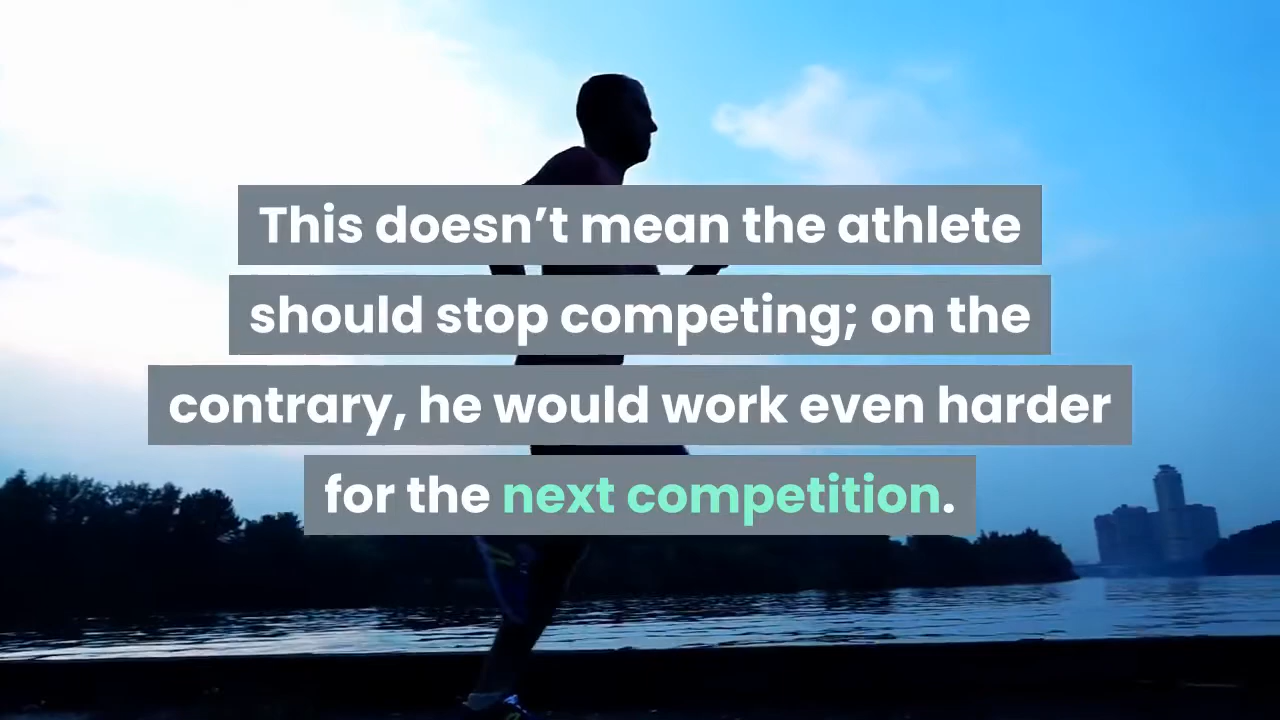 This doesn’t mean the athlete
should stop competing; on the
contrary, he would work even harder
for the next competition.